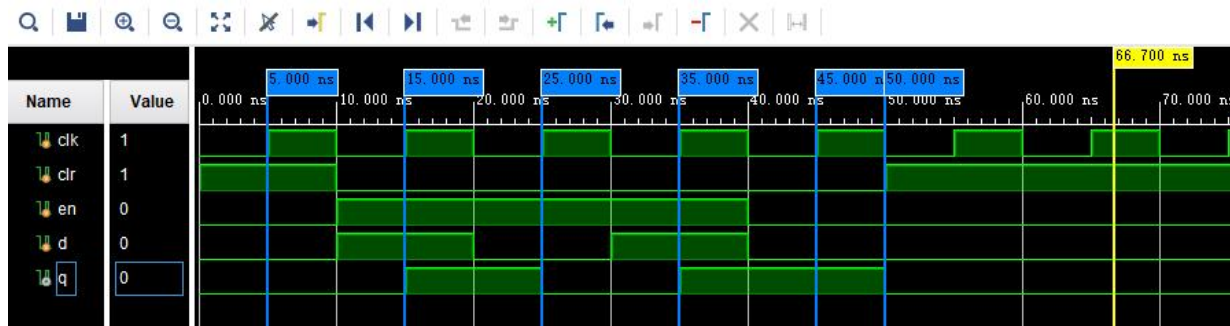 66.700 ns
5.000 ns 15.000 ns 25.000 ns 35.000 ns 45.000 n 50.000 ns
Name Value 0.000 ns 10.000 ns 20.000 ns 30.000 ns 40.000 ns 50.000 ns 60.000 ns 70.000 n
clk 1
clr 1
en 0
d 0
q 0